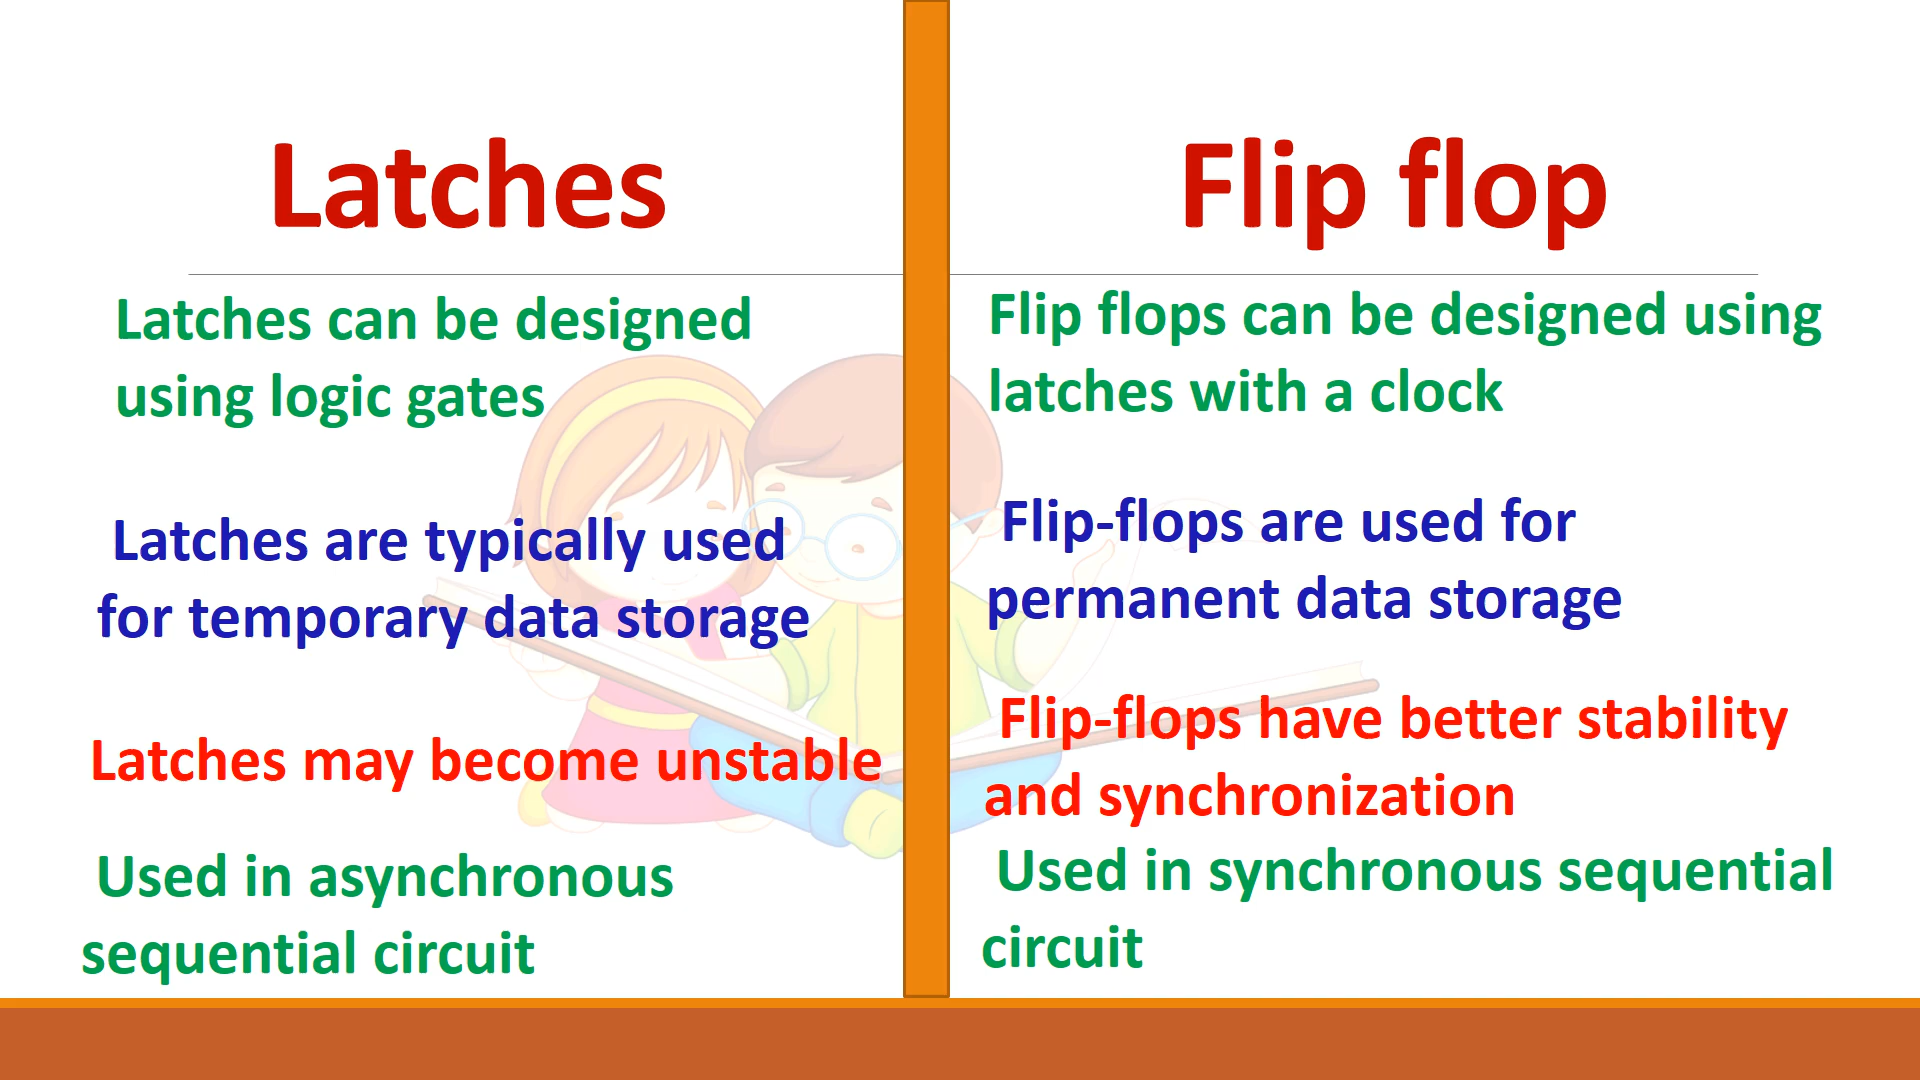 Latches
Latches can be designed
using logic gates
Latches are typically used
for temporary data storage
Latches may become unstable
Used in asynchronous
sequential circuit
Flip flop
Flip flops can be designed using
latches with a clock
Flip-flops are used for
permanent data storage
Flip-flops have better stability
and synchronization
Used in synchronous sequential
circuit